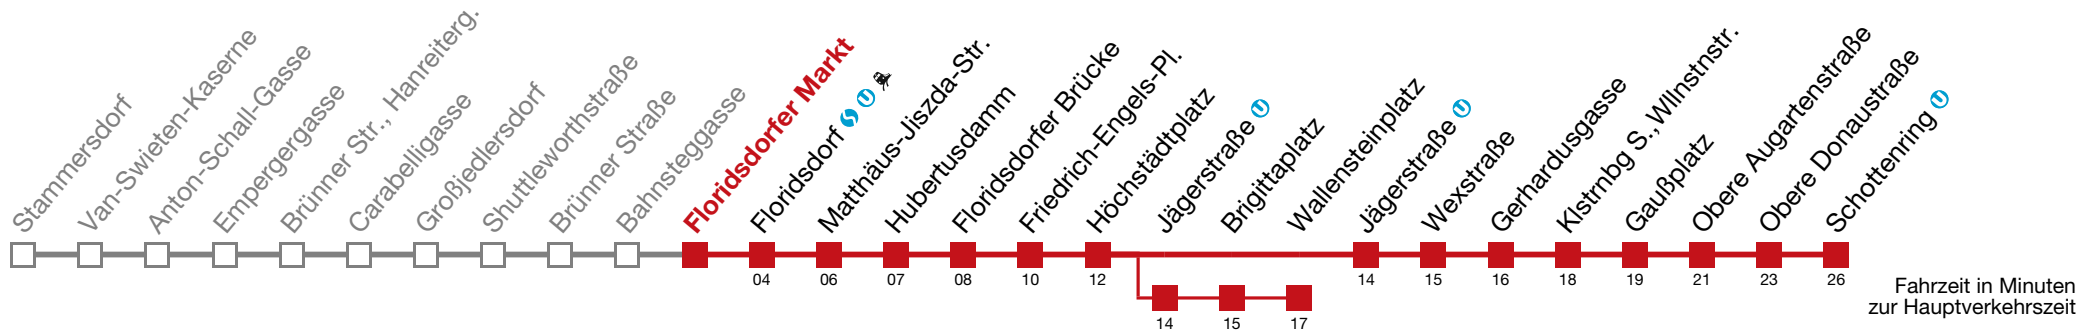 Stammersdorf
Van-Swieten-Kaserne
Anton-Schall-Gasse
Empergergasse
Brünner Str., Hanreiterg.
Carabelligasse
Großjedlersdorf
Shuttleworthstraße
Brünner Straße
Bahnsteggasse
Floridsdorfer Markt
Floridsdorf S U
Matthäus-Jiszda-Str.
Hubertusdamm
Floridsdorfer Brücke
Friedrich-Engels-Pl.
Höchstädtplatz
Jägerstraße U
Brigittaplatz
Wallensteinplatz
Jägerstraße U
Wexstraße
Gerhardusgasse
Klstrnbg S., Wllnstnstr.
Gaußplatz
Obere Augartenstraße
Obere Donaustraße
Schottenring U
04 06 07 08 10 12 14 15 16 18 19 21 23 26
14 15 17
Fahrzeit in Minuten
zur Hauptverkehrszeit